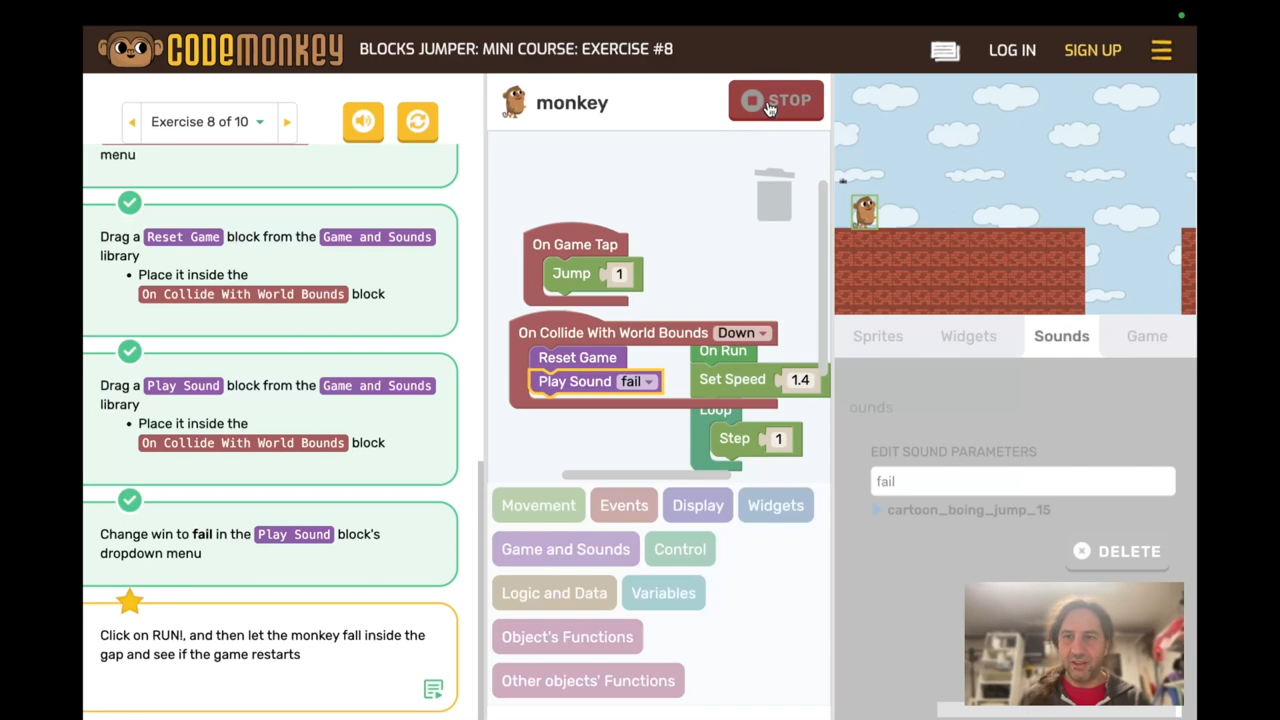 CODEMONKEY
BLOCKS JUMPER: MINI COURSE: EXERCISE #8
LOG IN
SIGN UP
Exercise 8 of 10
menu
Drag a Reset Game block from the Game and Sounds
library
• Place it inside the
On Collide With World Bounds block
Drag a Play Sound block from the Game and Sounds
library
• Place it inside the
On Collide With World Bounds block
Change win to fail in the Play Sound block's
dropdown menu
Click on RUN!, and then let the monkey fall inside the
gap and see if the game restarts
monkey
STOP
On Game Tap
Jump 1
On Collide With World Bounds Down
Reset Game
Play Sound fail
On Run
Set Speed 1.4
Loop
Step 1
Movement
Events
Display
Widgets
Game and Sounds
Control
Logic and Data
Variables
Object's Functions
Other objects' Functions
Sprites
Widgets
Sounds
Game
ounds
EDIT SOUND PARAMETERS
fail
cartoon_boing_jump_15
DELETE